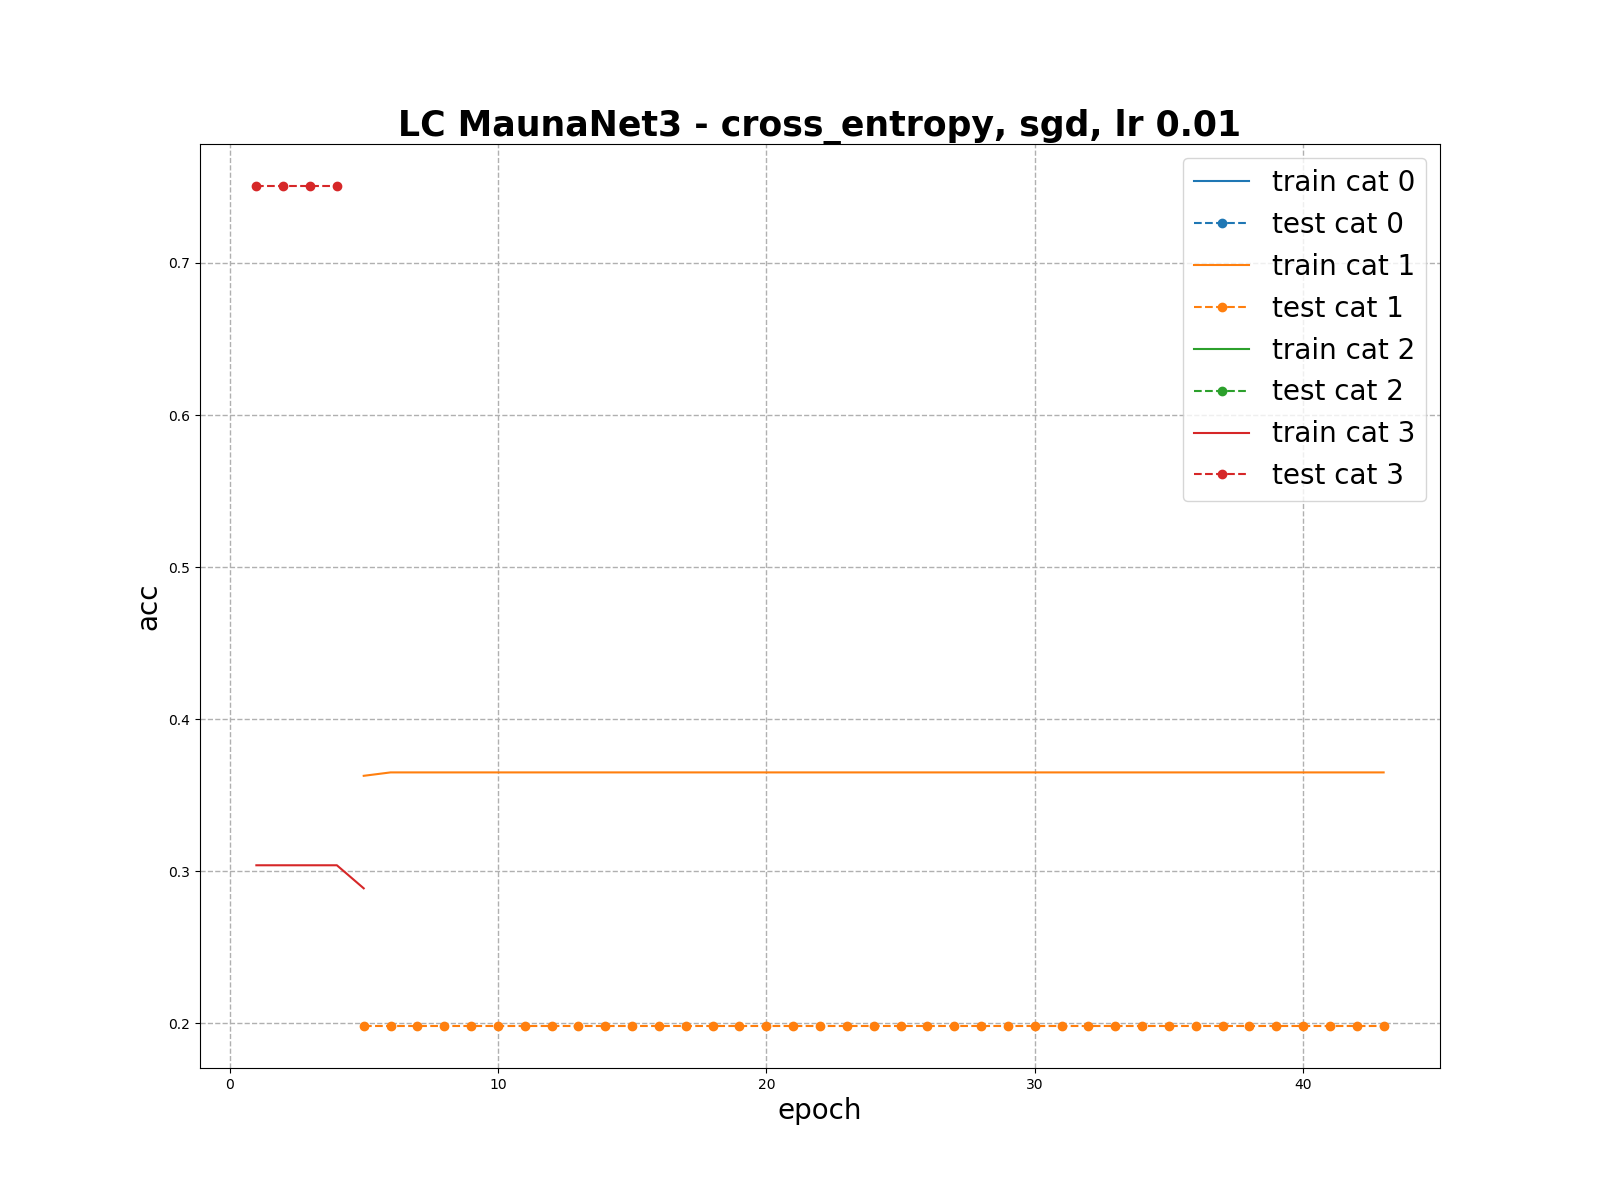 LC MaunaNet3 - cross_entropy, sgd, lr 0.01
train cat 0
test cat 0
train cat 1
test cat 1
train cat 2
test cat 2
train cat 3
test cat 3
acc
0.7
0.6
0.5
0.4
0.3
0.2
0 10 20 30 40
epoch